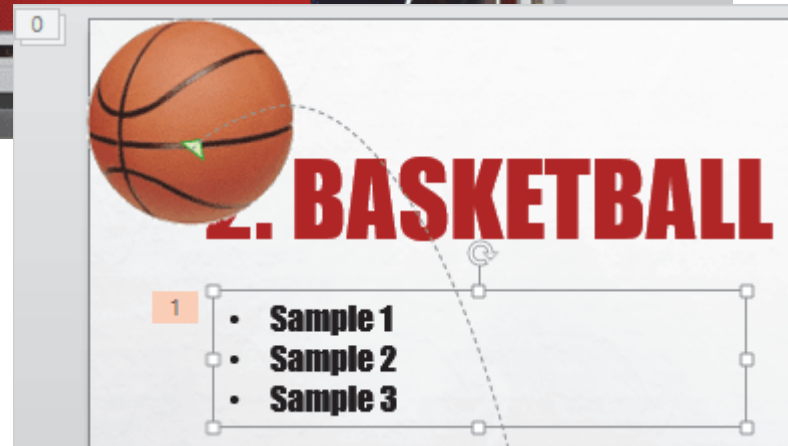 0
2. BASKETBALL
1
• Sample 1
• Sample 2
• Sample 3